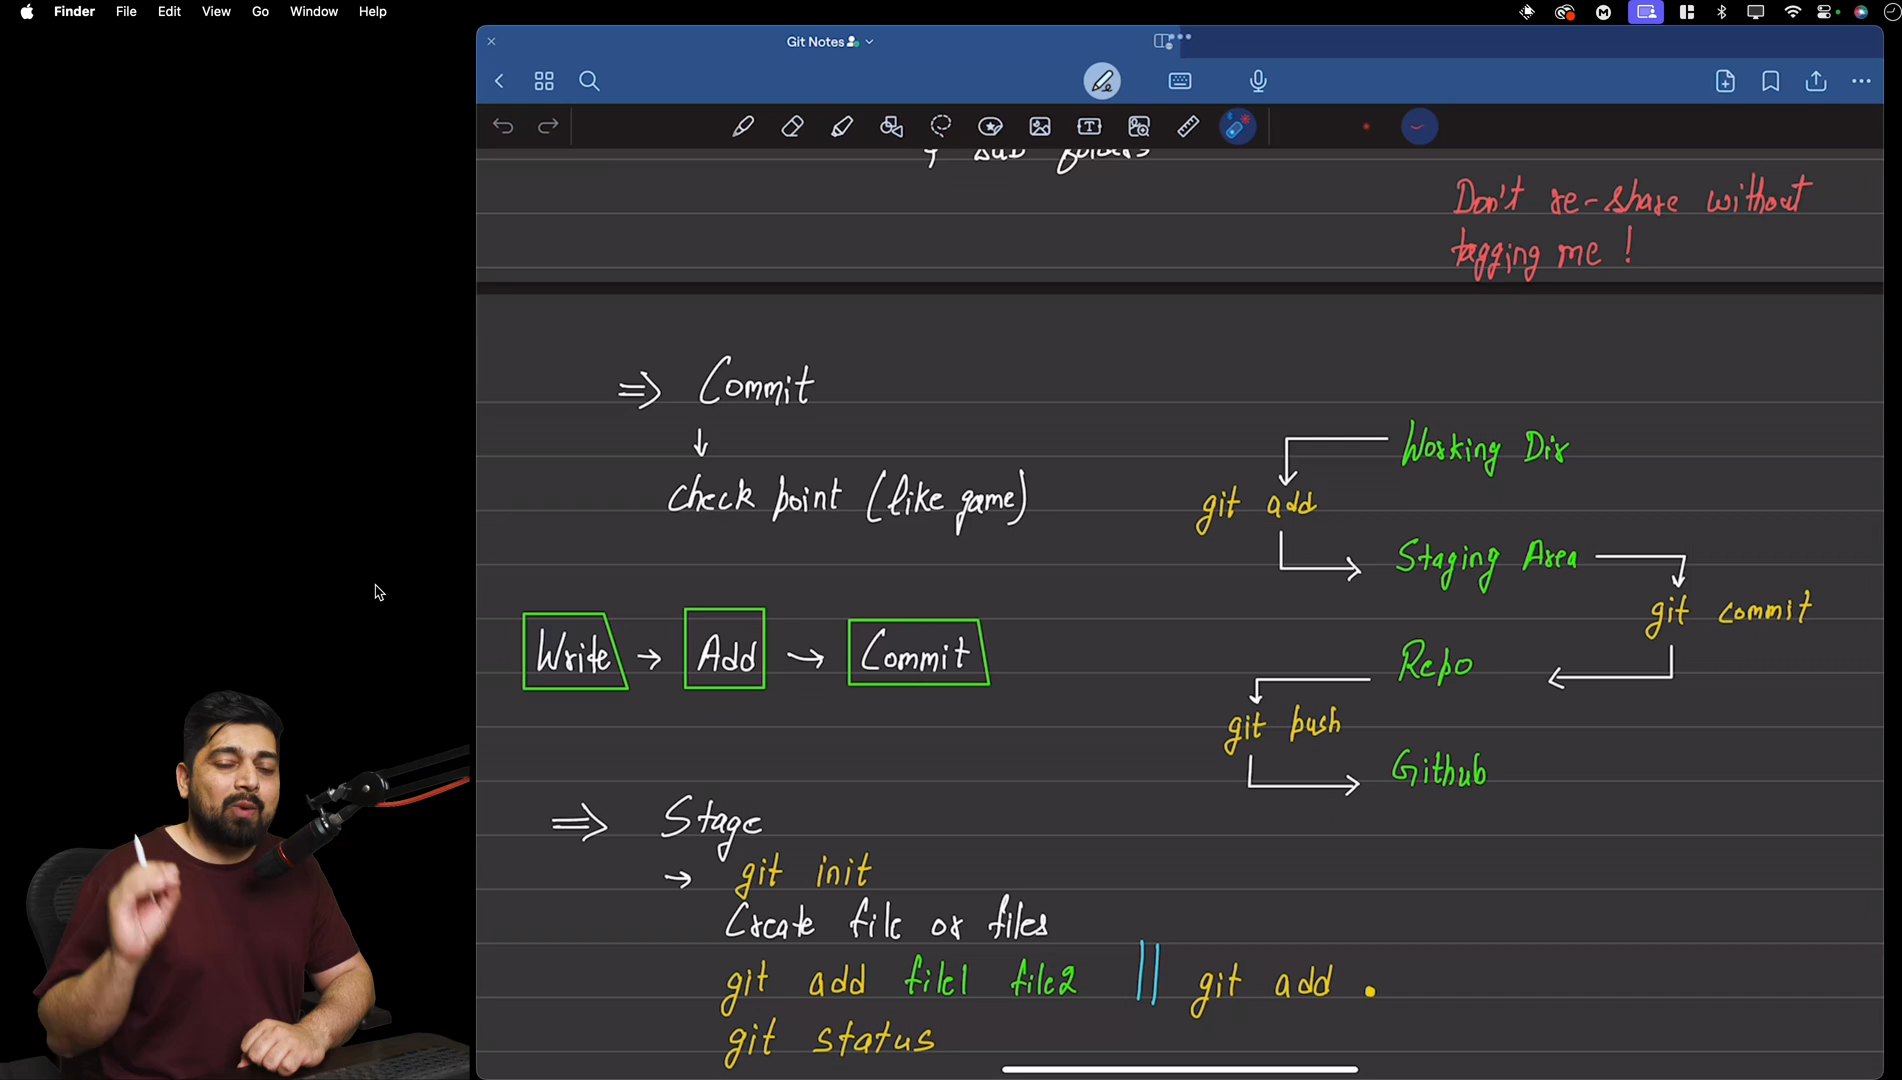 Finder File Edit View Go Window Help
Git Notes
& sub folders
Don't re-share without
tagging me !
⇒ Commit
↓
check point (like game)
Write → Add → Commit
Working Dir
git add
Staging Area
git commit
Repo
git push
Github
⇒ Stage
→ git init
Create file or files
git add file1 file2 || git add .
git status